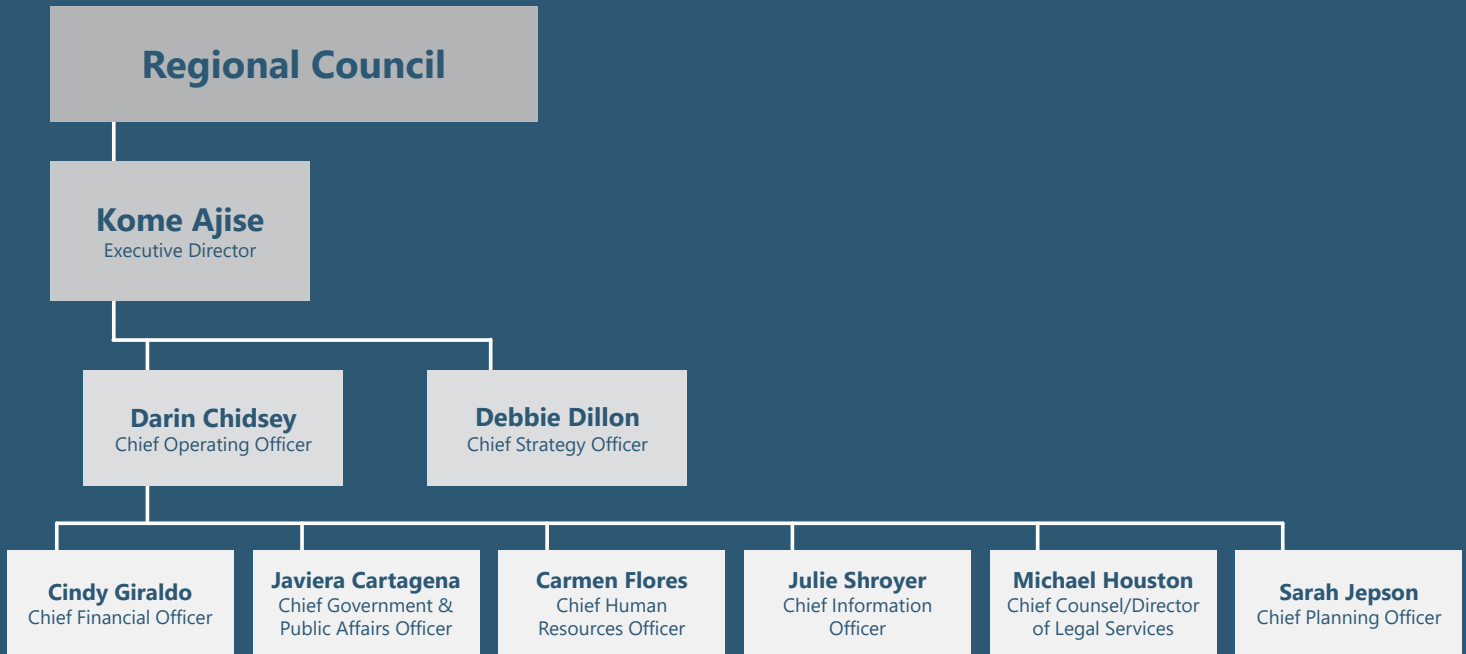 Regional Council
Kome Ajise
Executive Director
Darin Chidsey
Chief Operating Officer
Debbie Dillon
Chief Strategy Officer
Cindy Giraldo
Chief Financial Officer
Javiera Cartagena
Chief Government &
Public Affairs Officer
Carmen Flores
Chief Human
Resources Officer
Julie Shroyer
Chief Information
Officer
Michael Houston
Chief Counsel/Director
of Legal Services
Sarah Jepson
Chief Planning Officer